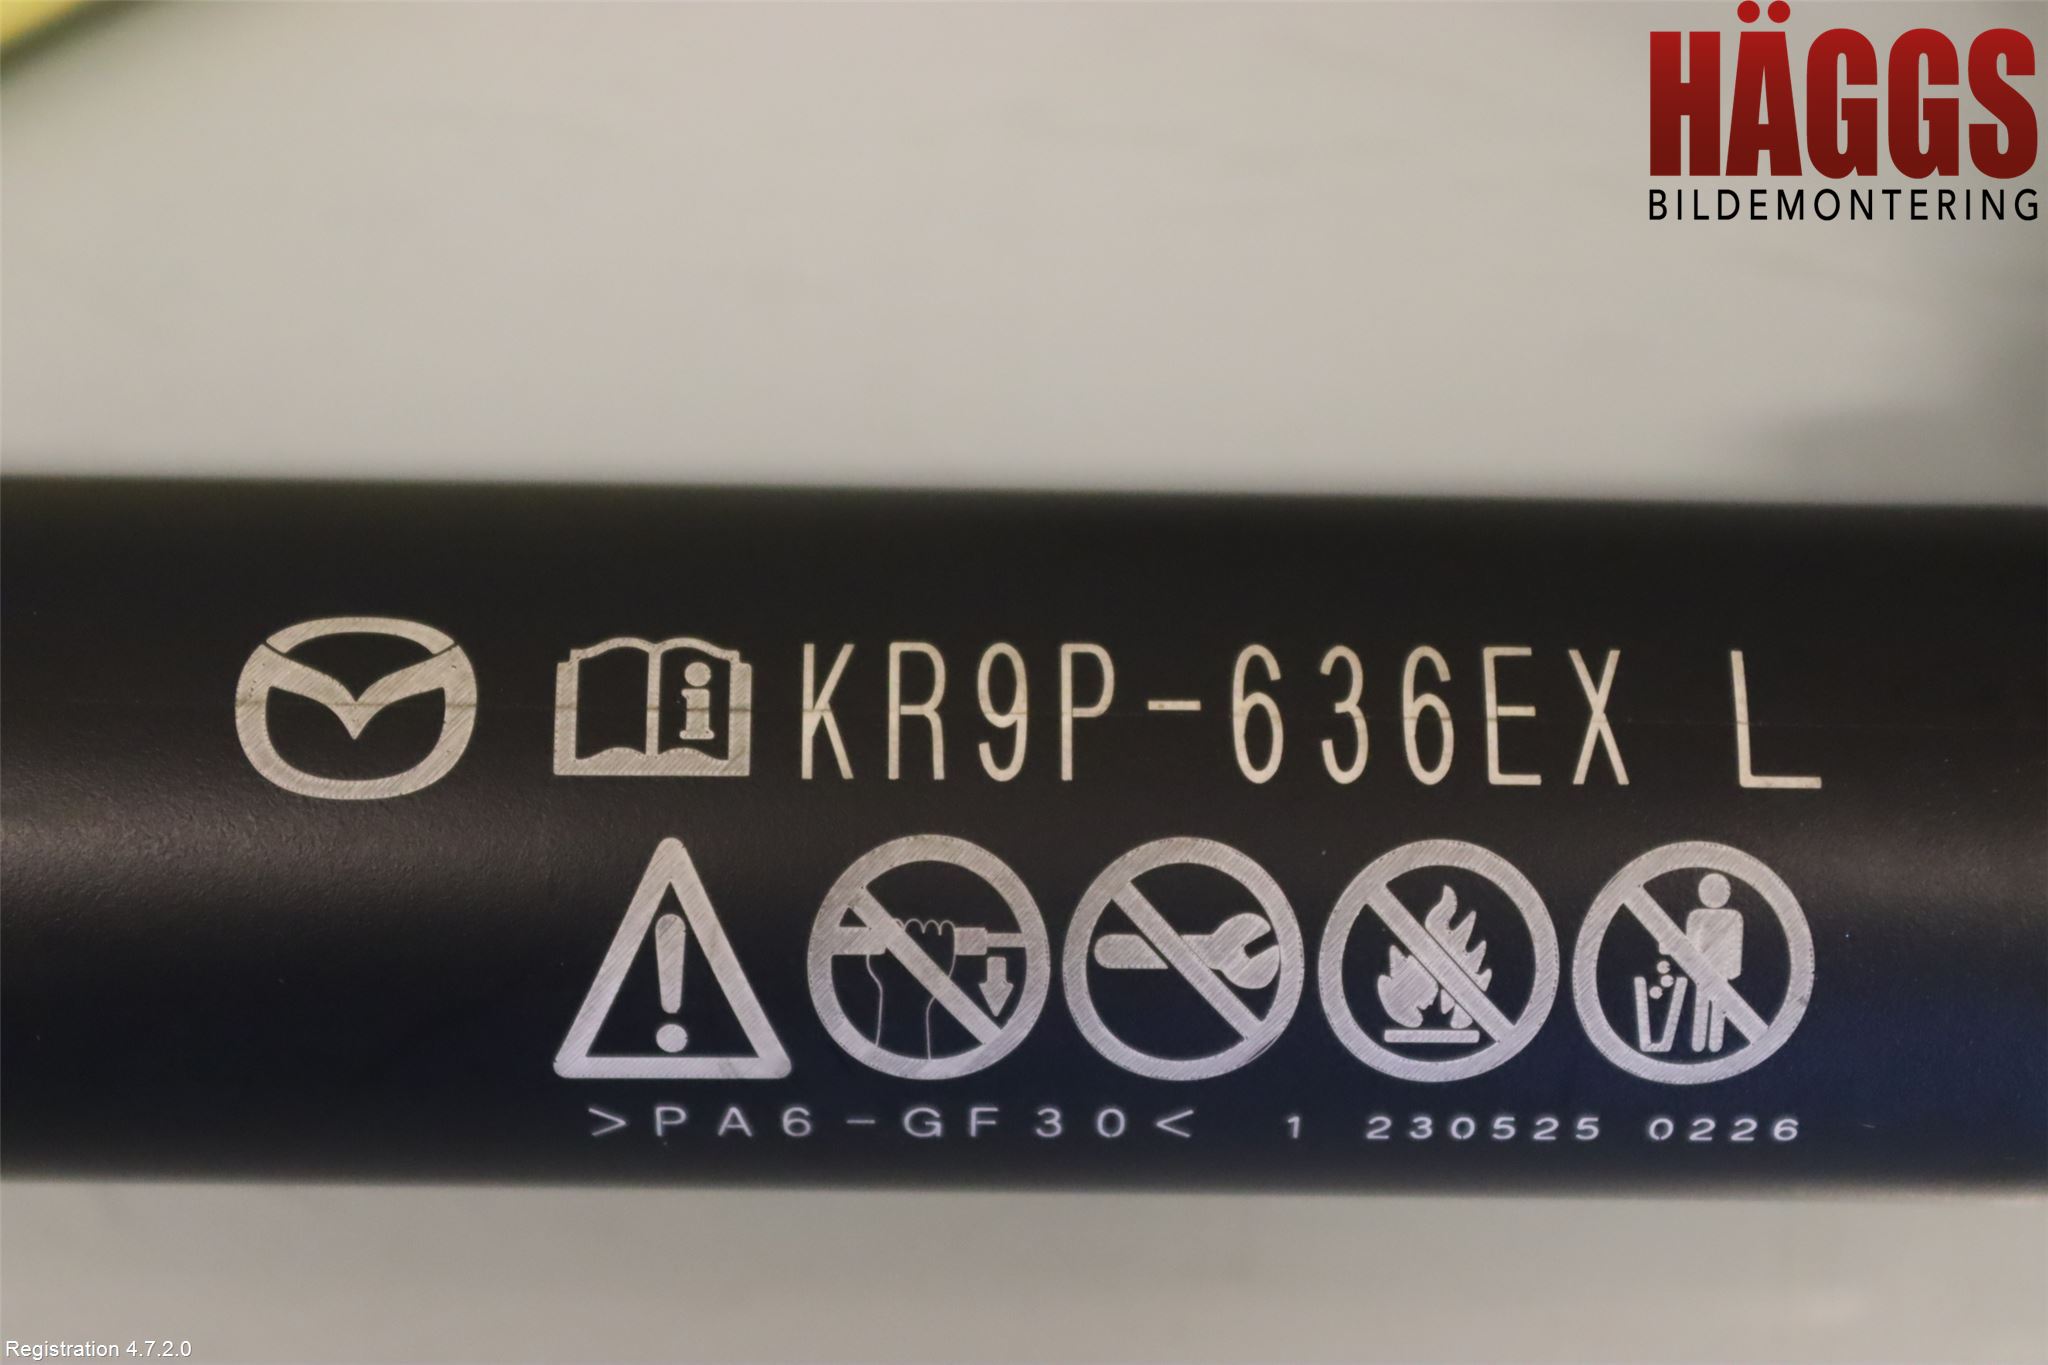 HÄGGS
BILDEMONTERING
KR9P-636EX L
>PA6-GF30< 1 230525 0226
Registration 4.7.2.0